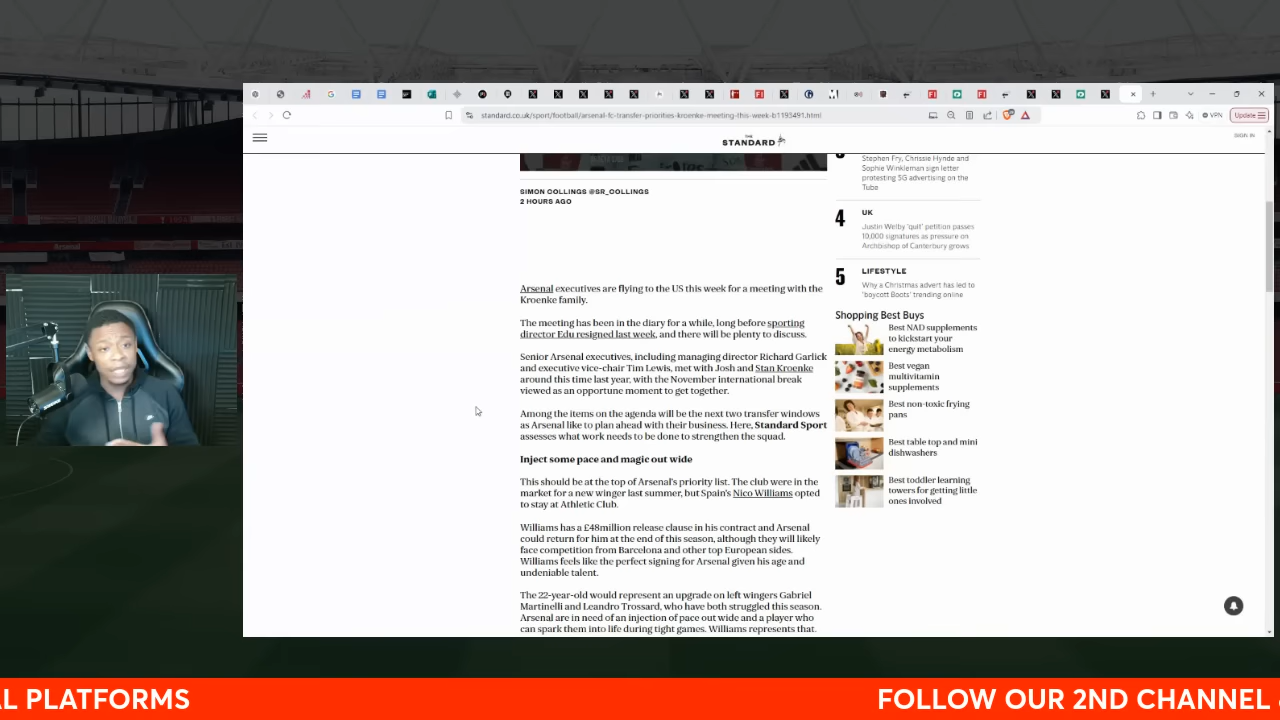 standard.co.uk/sport/football/arsenal-fc-transfer-priorities-kroenke-meeting-this-week-b1193491.html
VPN
Update
THE
STANDARD
SIGN IN
SIMON COLLINGS @SR_COLLINGS
2 HOURS AGO
Arsenal executives are flying to the US this week for a meeting with the
Kroenke family.
The meeting has been in the diary for a while, long before sporting
director Edu resigned last week, and there will be plenty to discuss.
Senior Arsenal executives, including managing director Richard Garlick
and executive vice-chair Tim Lewis, met with Josh and Stan Kroenke
around this time last year, with the November international break
viewed as an opportune moment to get together.
Among the items on the agenda will be the next two transfer windows
as Arsenal like to plan ahead with their business. Here, Standard Sport
assesses what work needs to be done to strengthen the squad.
Inject some pace and magic out wide
This should be at the top of Arsenal's priority list. The club were in the
market for a new winger last summer, but Spain's Nico Williams opted
to stay at Athletic Club.
Williams has a £48million release clause in his contract and Arsenal
could return for him at the end of this season, although they will likely
face competition from Barcelona and other top European sides.
Williams feels like the perfect signing for Arsenal given his age and
undeniable talent.
The 22-year-old would represent an upgrade on left wingers Gabriel
Martinelli and Leandro Trossard, who have both struggled this season.
Arsenal are in need of an injection of pace out wide and a player who
can spark them into life during tight games. Williams represents that.
Stephen Fry, Chrissie Hynde and
Sophie Winkleman sign letter
protesting 5G advertising on the
Tube
4
UK
Justin Welby 'quit' petition passes
10,000 signatures as pressure on
Archbishop of Canterbury grows
5
LIFESTYLE
Why a Christmas advert has led to
'boycott Boots' trending online
Shopping Best Buys
Best NAD supplements
to kickstart your
energy metabolism
Best vegan
multivitamin
supplements
Best non-toxic frying
pans
Best table top and mini
dishwashers
Best toddler learning
towers for getting little
ones involved
L PLATFORMS
FOLLOW OUR 2ND CHANNEL